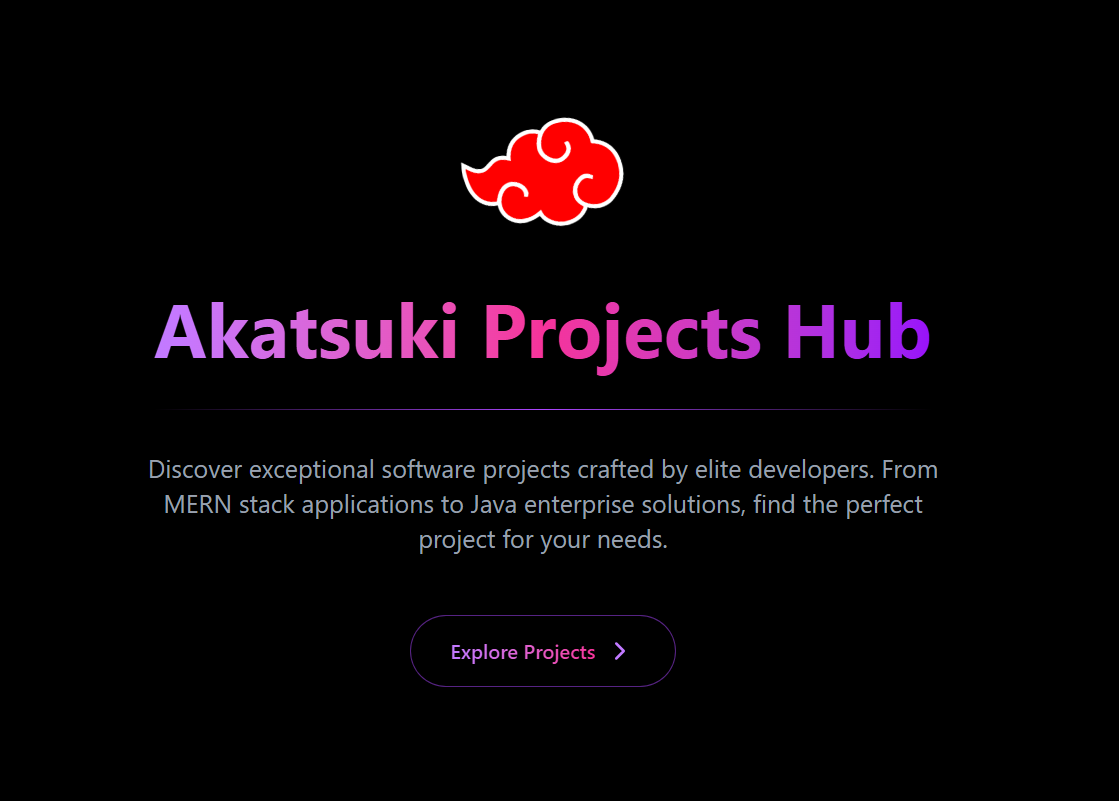 Akatsuki Projects Hub
Discover exceptional software projects crafted by elite developers. From
MERN stack applications to Java enterprise solutions, find the perfect
project for your needs.
Explore Projects